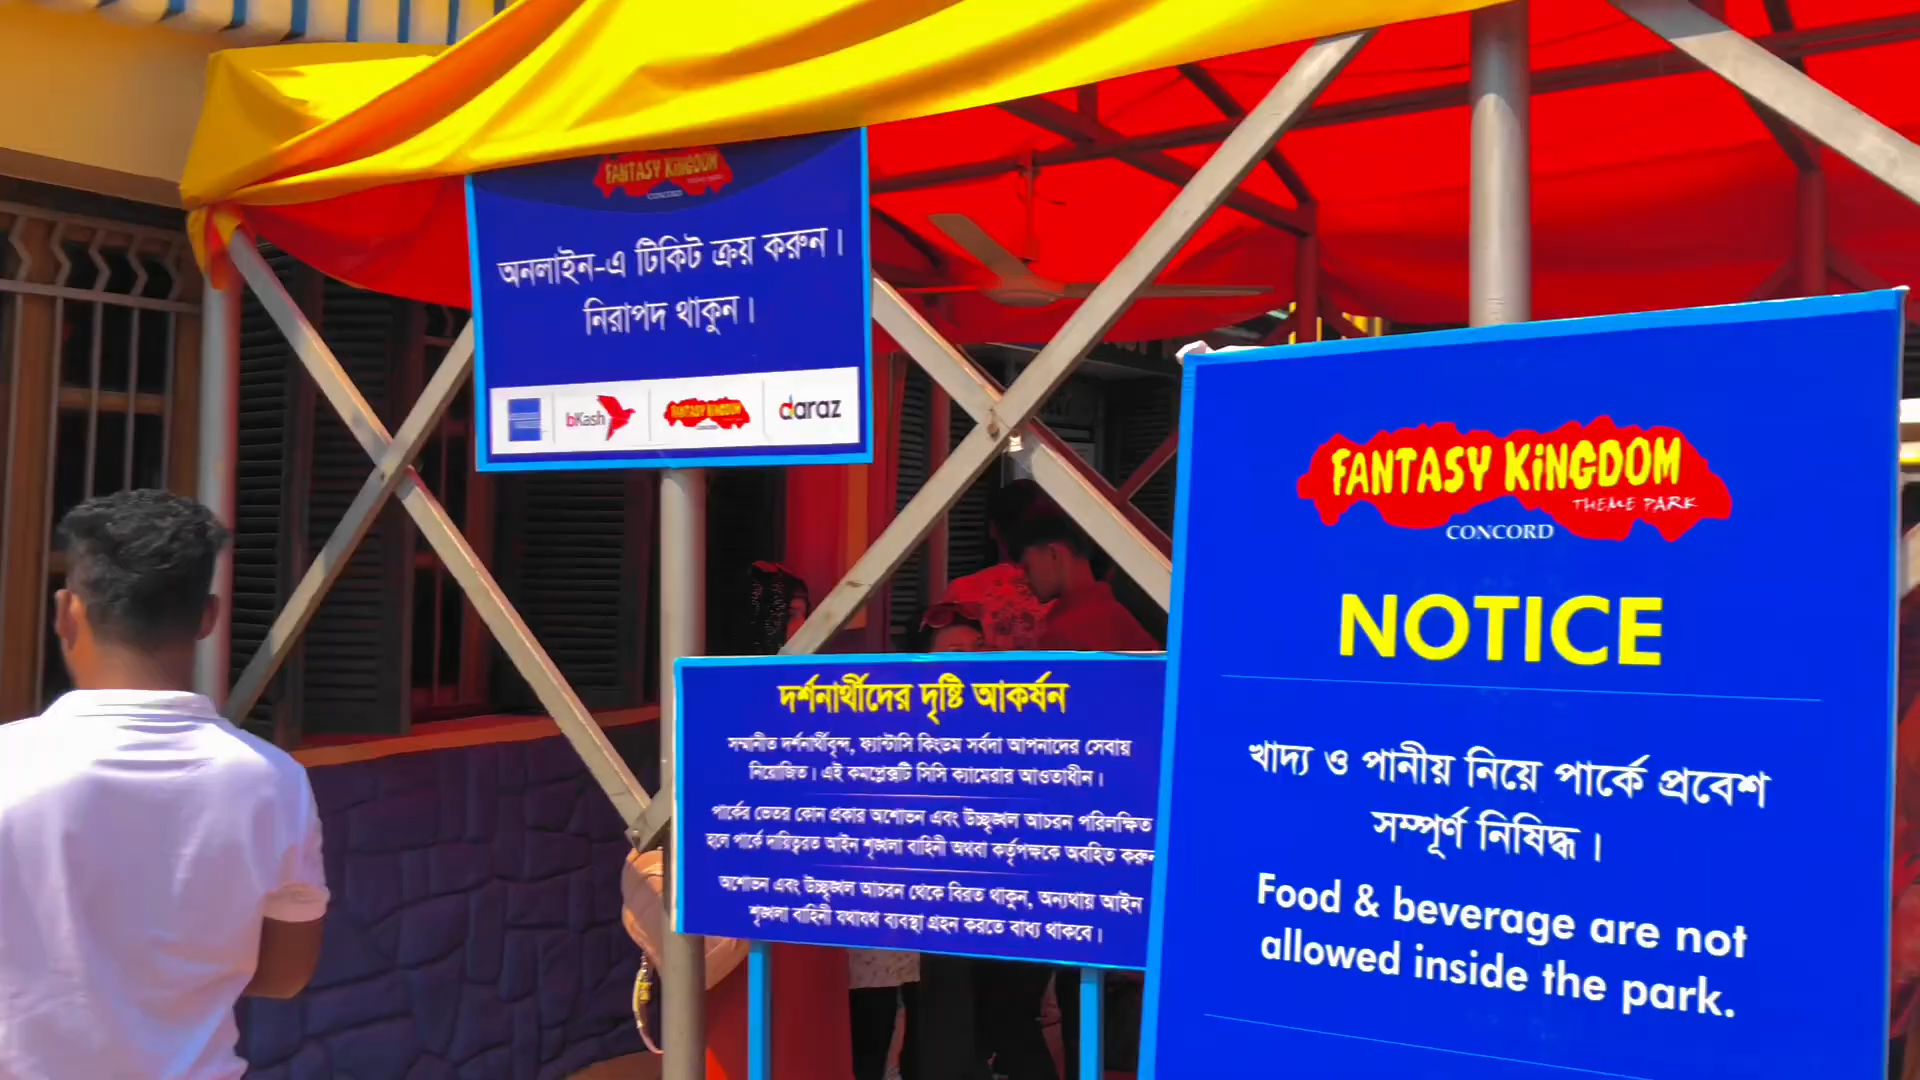 FANTASY KiNGDOM
CONCORD
অনলাইন-এ টিকিট ক্রয় করুন।
নিরাপদ থাকুন।
bKash
FANTASY KINGDOM
daraz
দর্শনার্থীদের দৃষ্টি আকর্ষন
সম্মানীত দর্শনার্থীবৃন্দ, ফ্যান্টাসি কিংডম সর্বদা আপনাদের সেবায়
নিয়োজিত। এই কমপ্লেক্সটি সিসি ক্যামেরার আওতাধীন।
পার্কের ভেতর কোন প্রকার অশোভন এবং উচ্ছৃঙ্খল আচরন পরিলক্ষিত
হলে পার্কে দায়িত্বরত আইন শৃঙ্খলা বাহিনী অথবা কর্তৃপক্ষকে অবহিত করুন
অশোভন এবং উচ্ছৃঙ্খল আচরন থেকে বিরত থাকুন, অন্যথায় আইন
শৃঙ্খলা বাহিনী যথাযথ ব্যবস্থা গ্রহন করতে বাধ্য থাকবে।
FANTASY KiNGDOM
THEME PARK
CONCORD
NOTICE
খাদ্য ও পানীয় নিয়ে পার্কে প্রবেশ
সম্পূর্ণ নিষিদ্ধ।
Food & beverage are not
allowed inside the park.